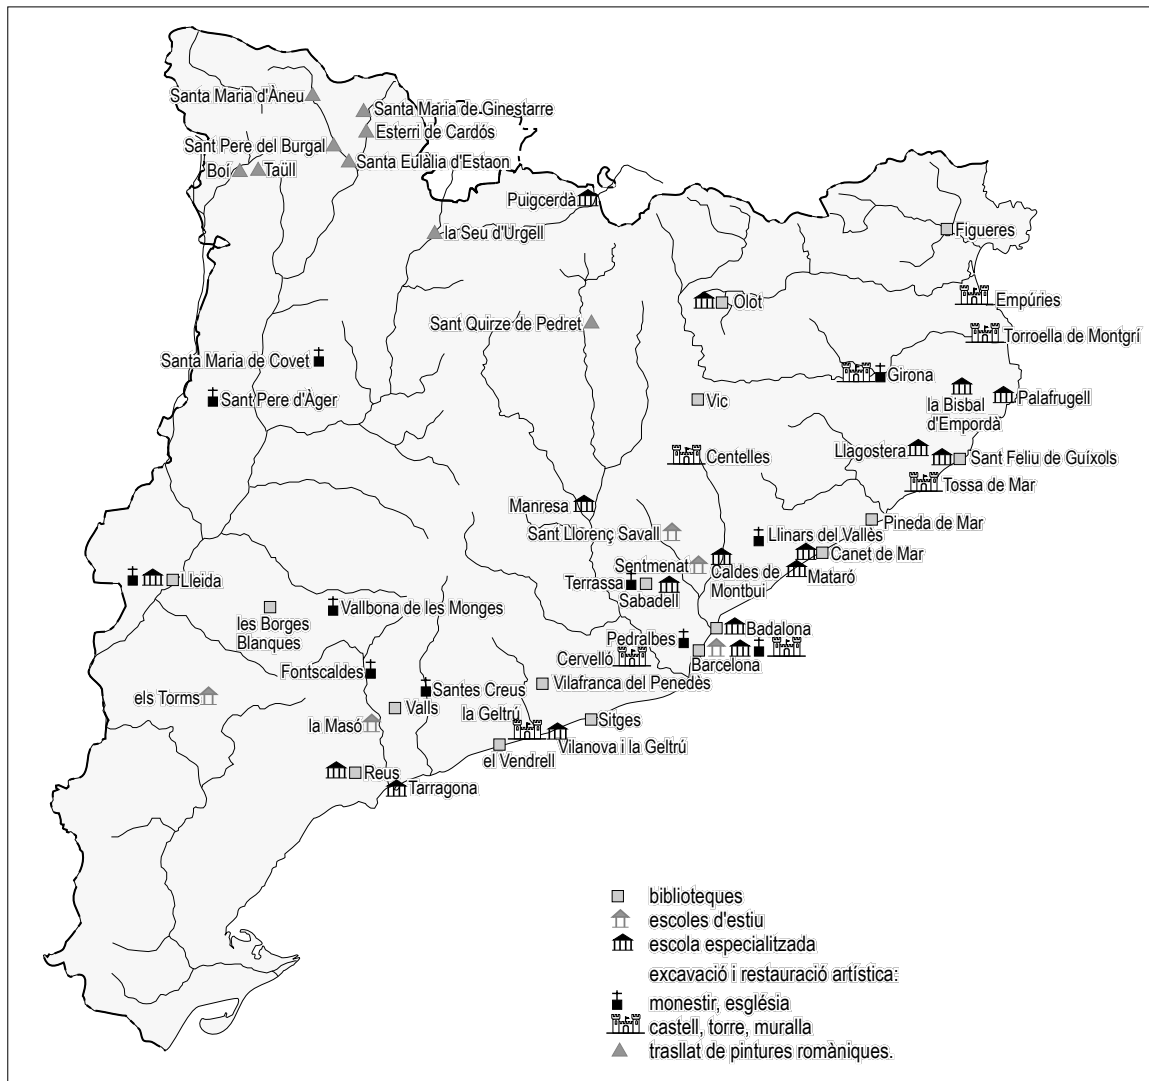 Santa Maria d'Àneu
Santa Maria de Ginestarre
Esterri de Cardós
Sant Pere del Burgal
Santa Eulàlia d'Estaon
Boí
Taüll
Puigcerdà
la Seu d'Urgell
Figueres
Olot
Empúries
Sant Quirze de Pedret
Torroella de Montgrí
Santa Maria de Covet
Girona
Sant Pere d'Àger
Vic
la Bisbal
d'Empordà
Palafrugell
Llagostera
Centelles
Sant Feliu de Guíxols
Tossa de Mar
Manresa
Pineda de Mar
Sant Llorenç Savall
Llinars del Vallès
Canet de Mar
Sentmenat
Caldes de
Montbui
Mataró
Lleida
Terrassa
Sabadell
les Borges
Blanques
Vallbona de les Monges
Badalona
Pedralbes
Barcelona
Cervelló
Fontscaldes
els Torms
Santes Creus
Vilafranca del Penedès
Valls
la Masó
la Geltrú
Sitges
Vilanova i la Geltrú
el Vendrell
Reus
Tarragona
biblioteques
escoles d'estiu
escola especialitzada
excavació i restauració artística:
monestir, església
castell, torre, muralla
trasllat de pintures romàniques.